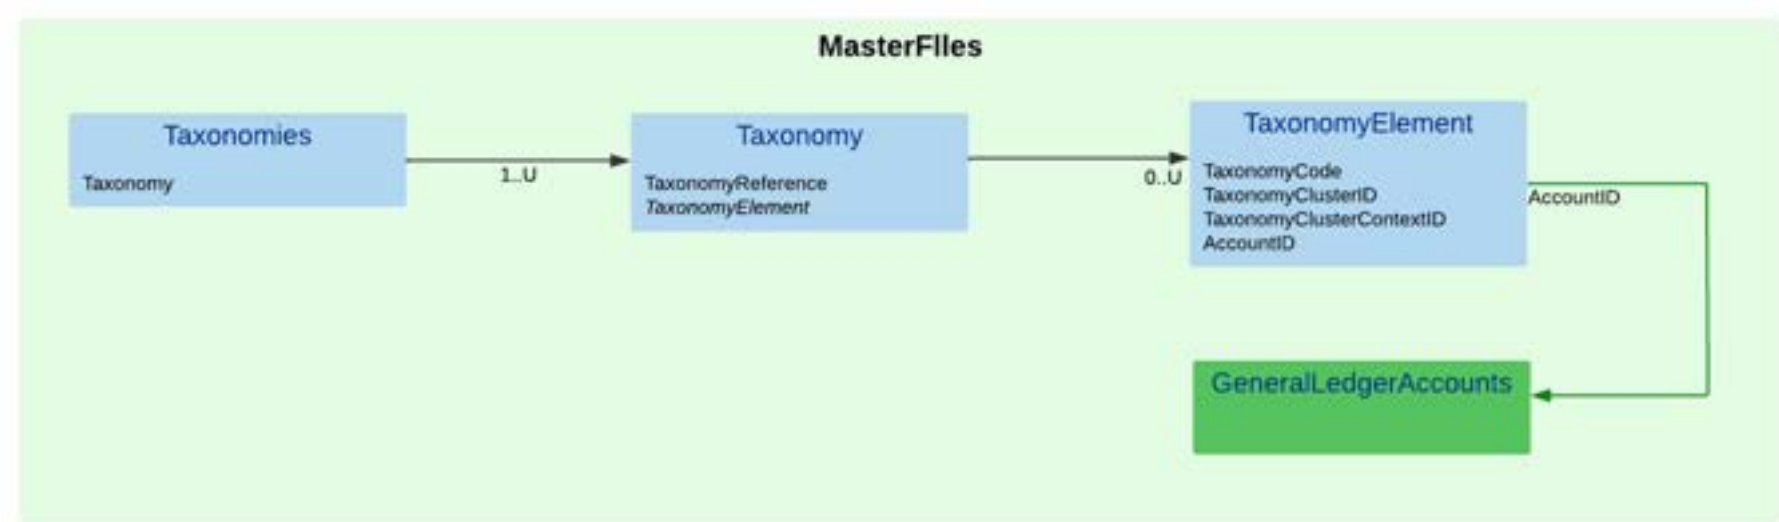 MasterFIles
Taxonomies
Taxonomy
1..U
Taxonomy
TaxonomyReference
TaxonomyElement
0..U
TaxonomyElement
TaxonomyCode
TaxonomyClusterID
TaxonomyClusterContextID
AccountID
AccountID
GeneralLedgerAccounts